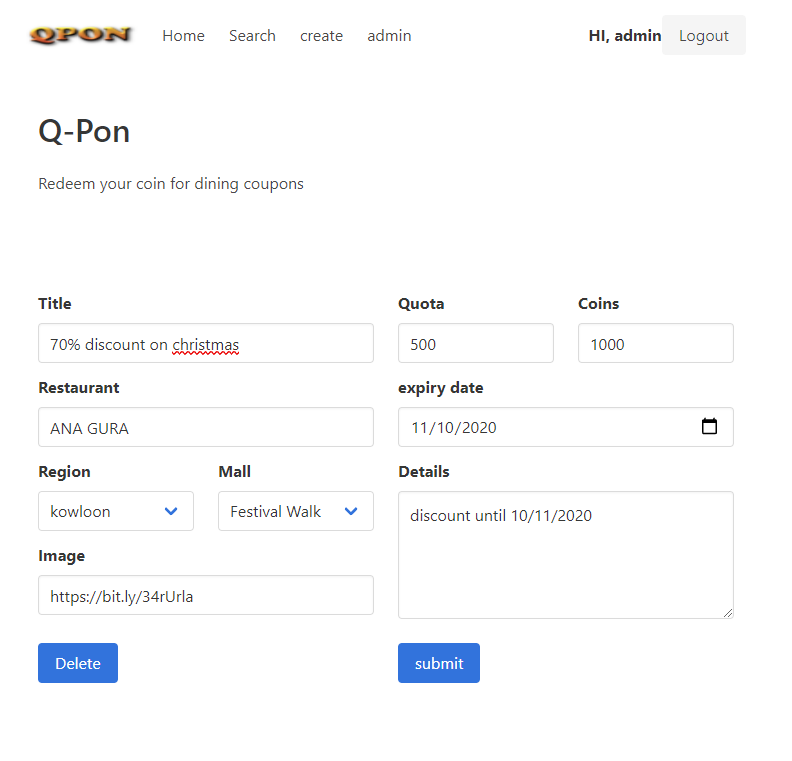 QPON Home Search create admin HI, admin Logout
Q-Pon
Redeem your coin for dining coupons
Title Quota Coins
70% discount on christmas 500 1000
Restaurant expiry date
ANA GURA 11/10/2020
Region Mall Details
kowloon Festival Walk discount until 10/11/2020
Image
https://bit.ly/34rUrla
Delete submit